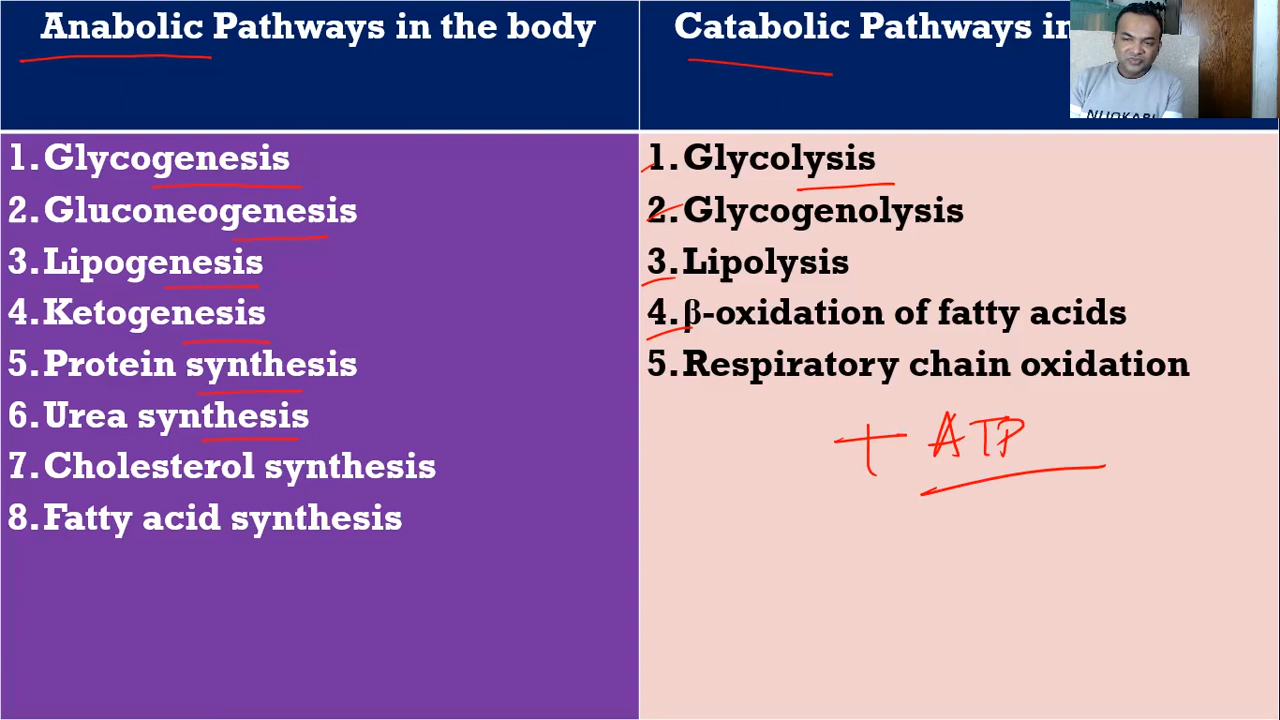 Anabolic Pathways in the body
Catabolic Pathways in
1. Glycogenesis
2. Gluconeogenesis
3. Lipogenesis
4. Ketogenesis
5. Protein synthesis
6. Urea synthesis
7. Cholesterol synthesis
8. Fatty acid synthesis
1. Glycolysis
2. Glycogenolysis
3. Lipolysis
4. β-oxidation of fatty acids
5. Respiratory chain oxidation
+ ATP